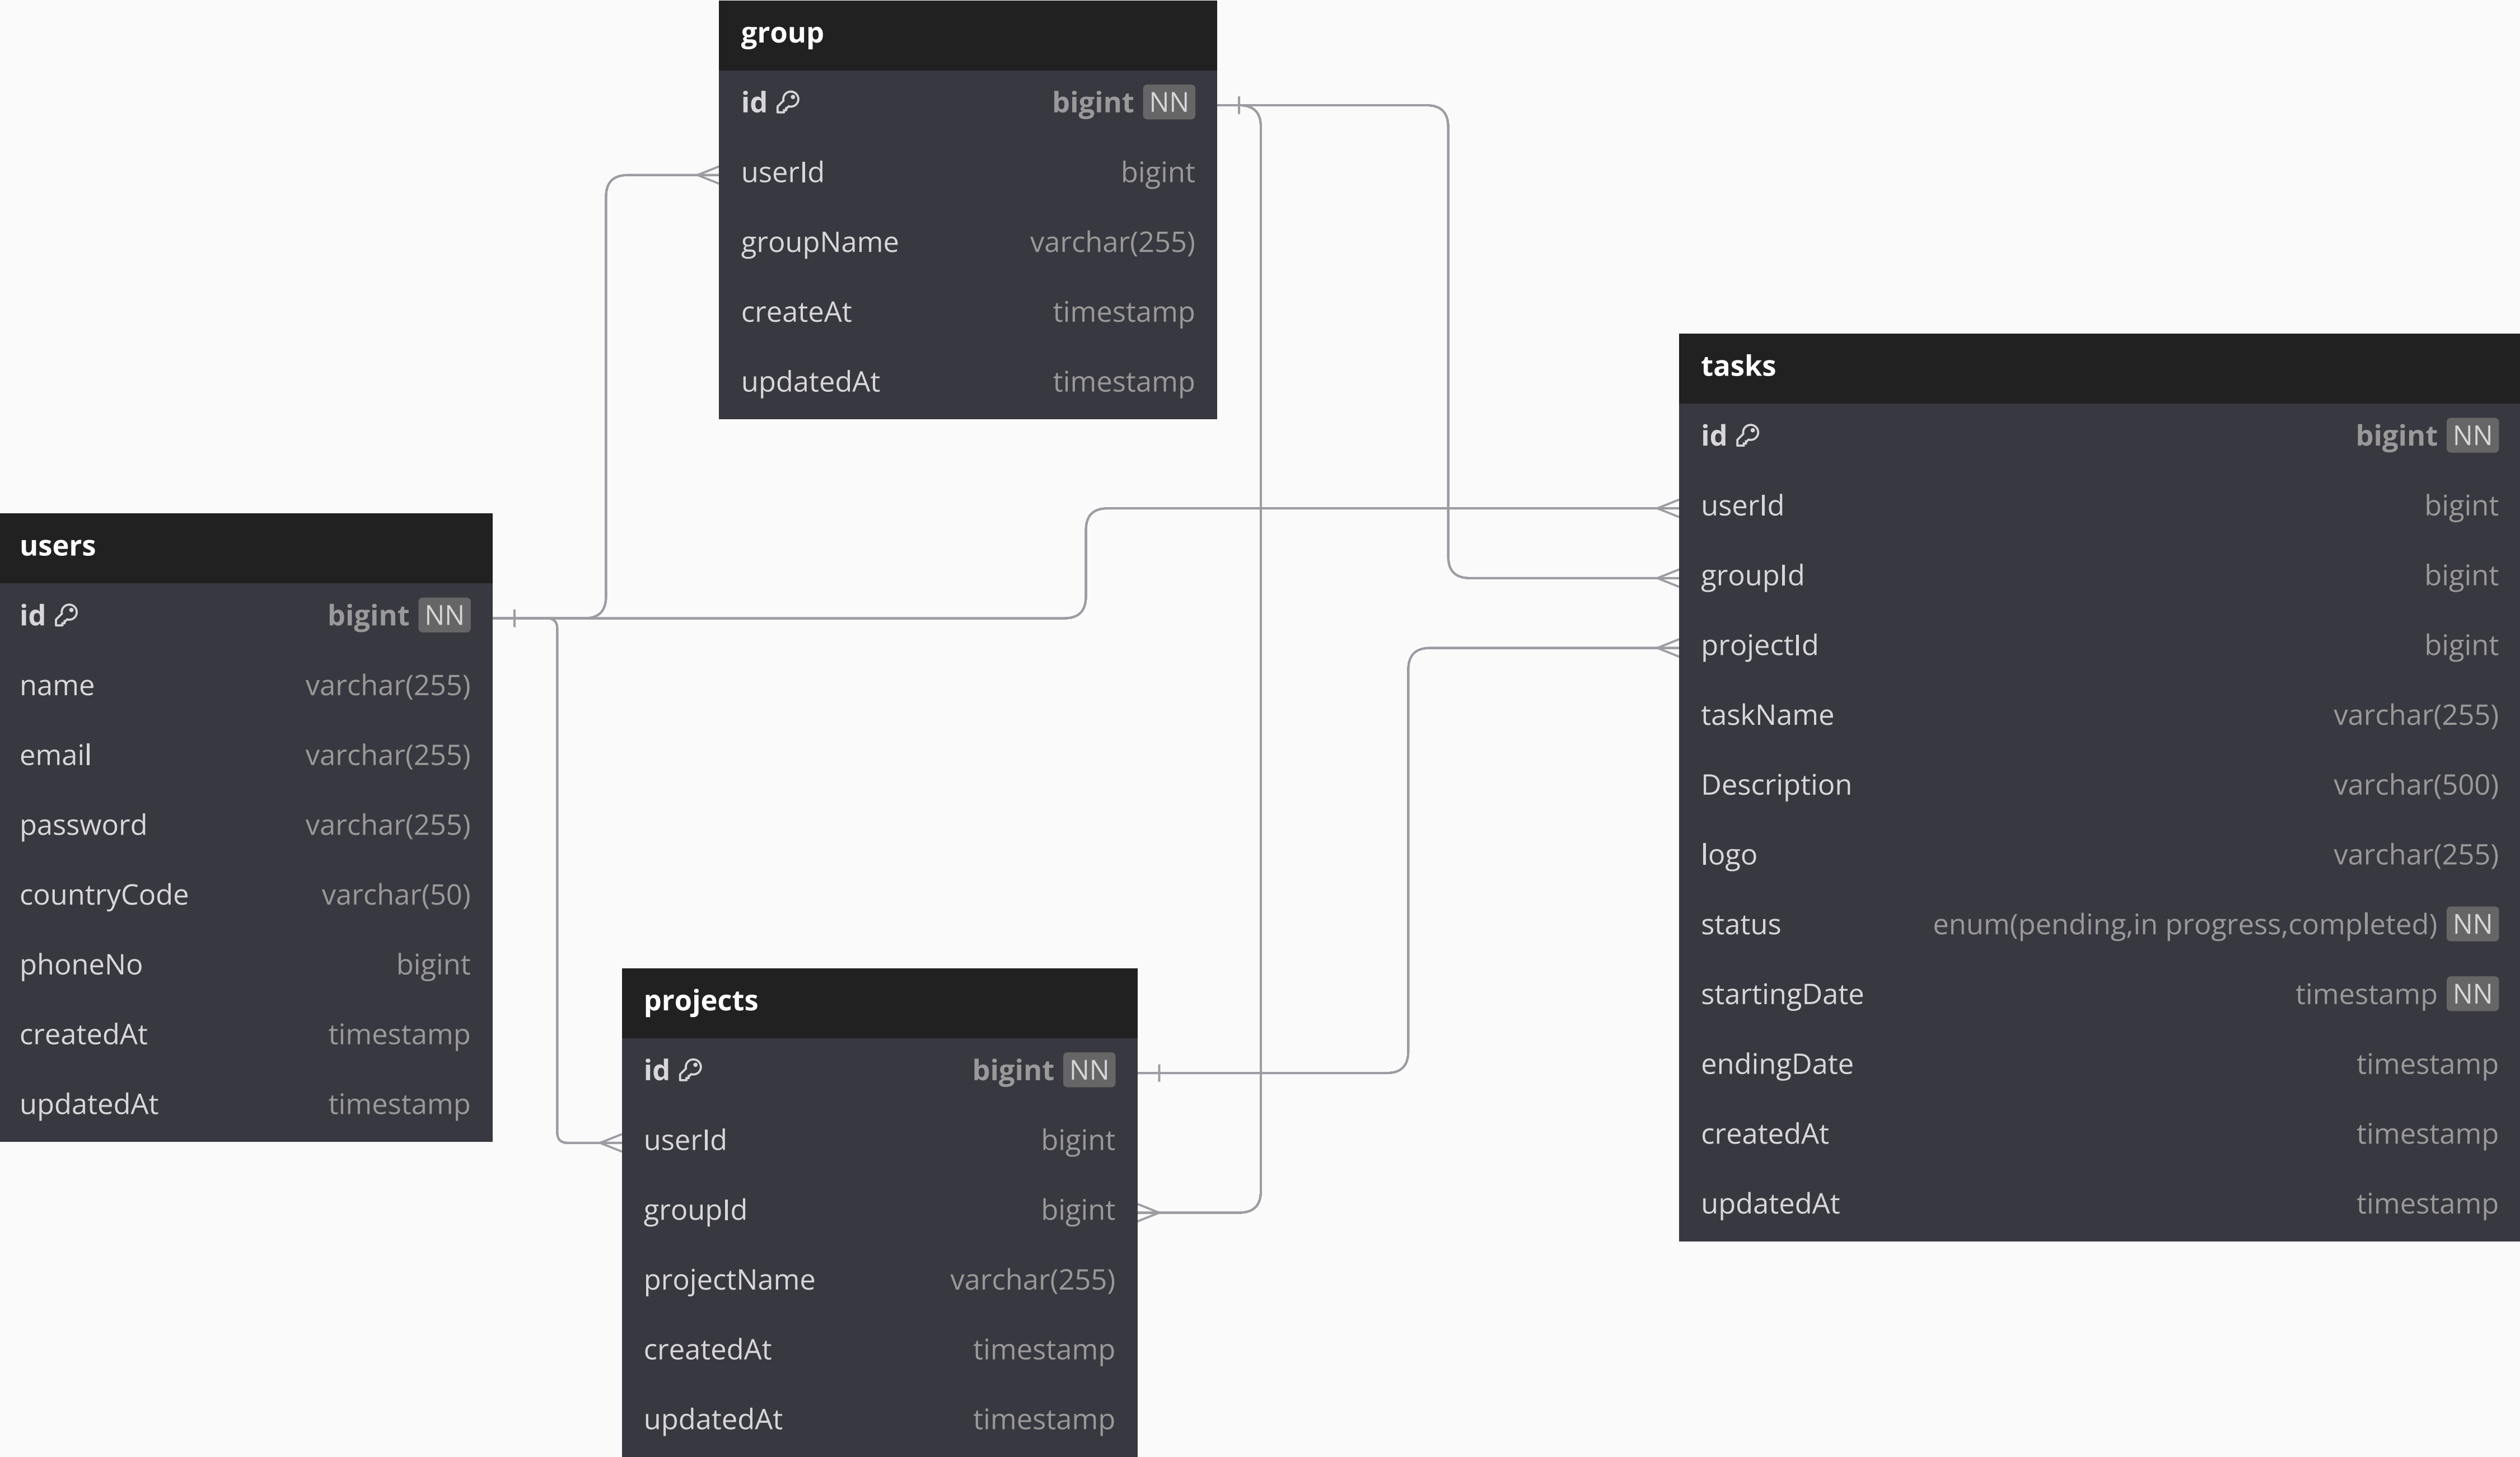 group
id bigint NN
userId bigint
groupName varchar(255)
createAt timestamp
updatedAt timestamp
users
id bigint NN
name varchar(255)
email varchar(255)
password varchar(255)
countryCode varchar(50)
phoneNo bigint
createdAt timestamp
updatedAt timestamp
projects
id bigint NN
userId bigint
groupId bigint
projectName varchar(255)
createdAt timestamp
updatedAt timestamp
tasks
id bigint NN
userId bigint
groupId bigint
projectId bigint
taskName varchar(255)
Description varchar(500)
logo varchar(255)
status enum(pending,in progress,completed) NN
startingDate timestamp NN
endingDate timestamp
createdAt timestamp
updatedAt timestamp